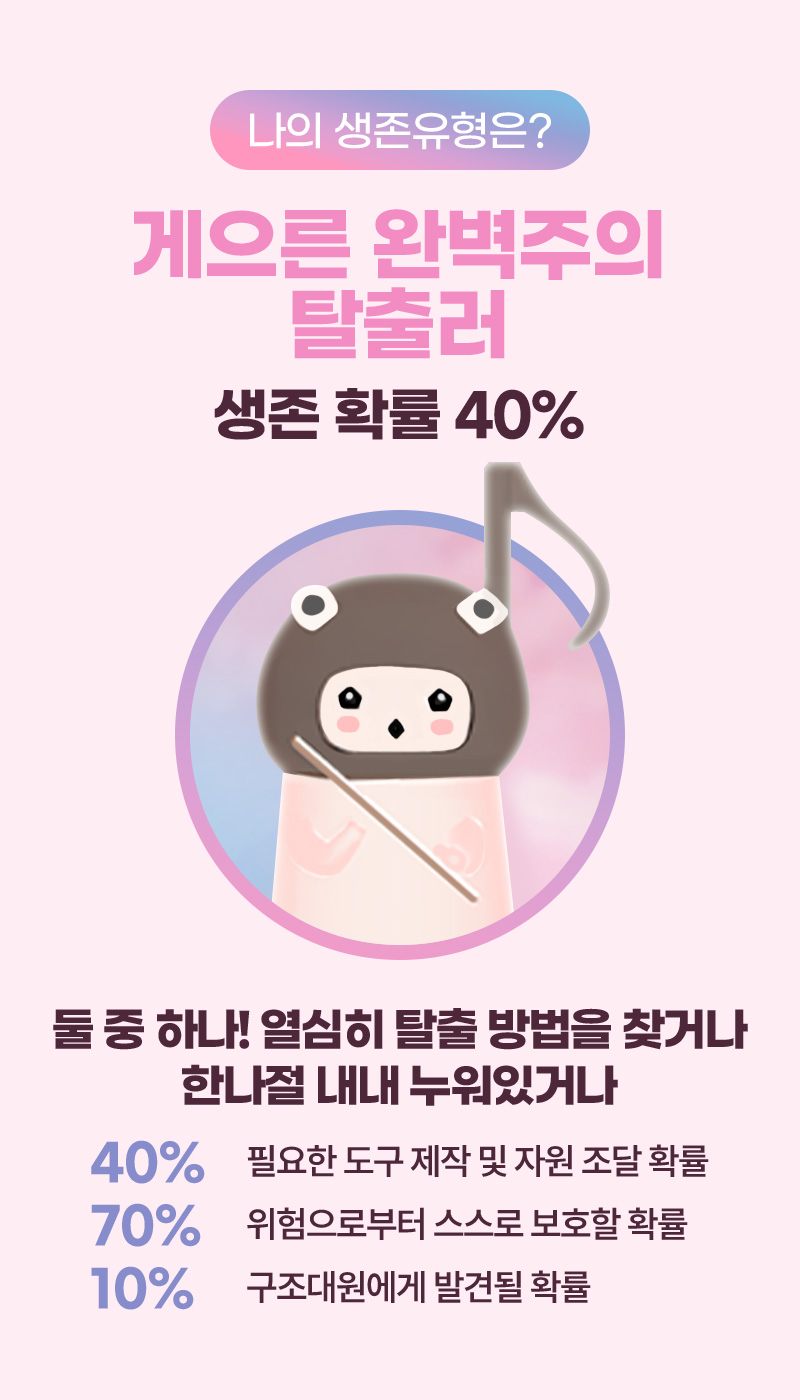 나의 생존유형은?
게으른 완벽주의
탈출러
생존 확률 40%
둘 중 하나! 열심히 탈출 방법을 찾거나
한나절 내내 누워있거나
40% 필요한 도구 제작 및 자원 조달 확률
70% 위험으로부터 스스로 보호할 확률
10% 구조대원에게 발견될 확률